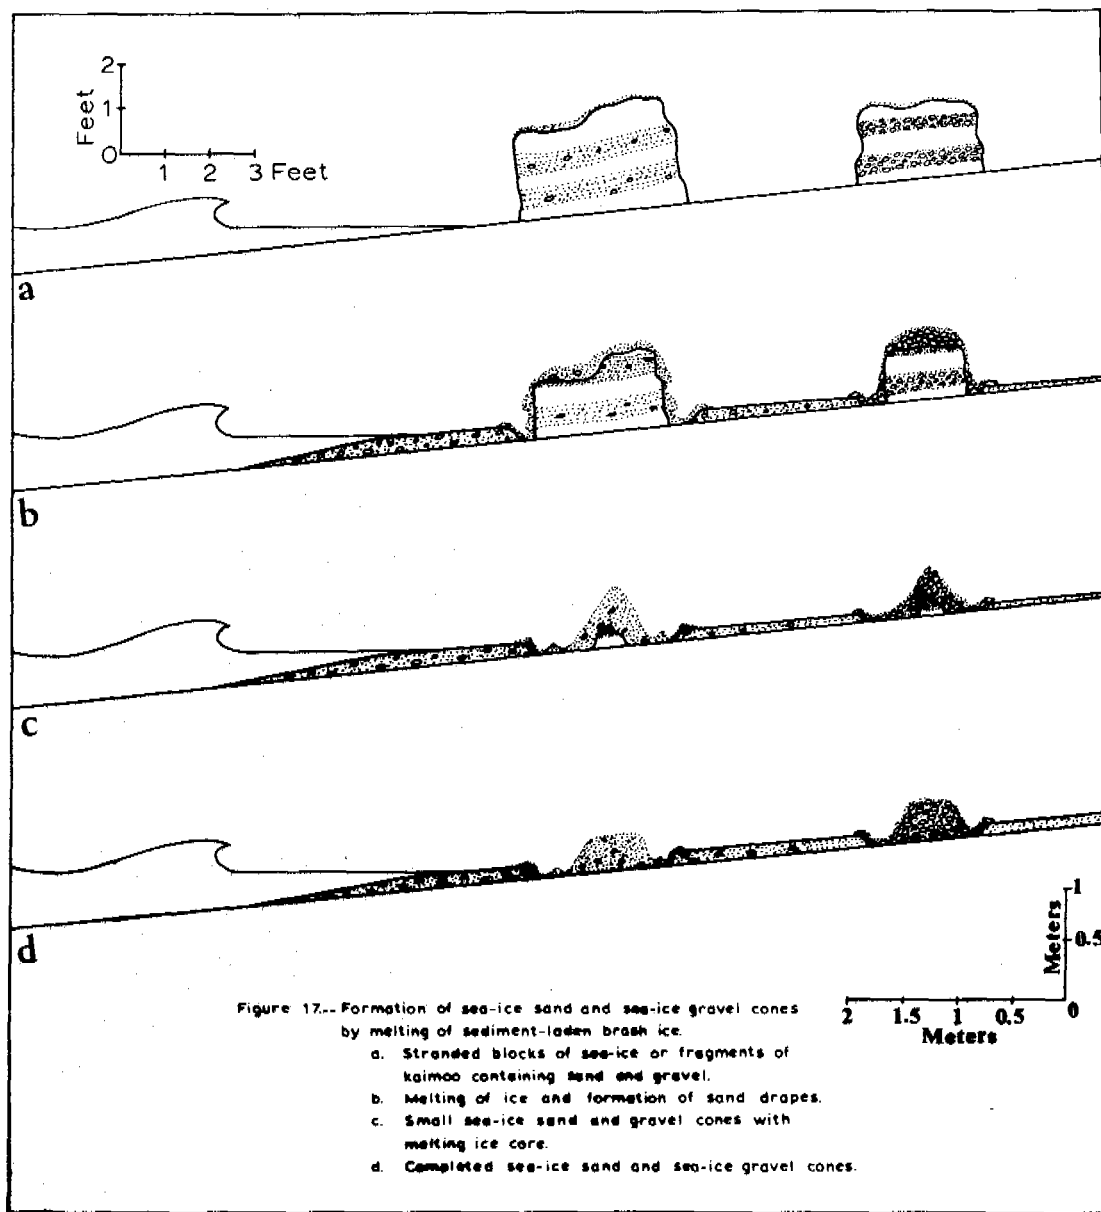 2
1
0
Feet
1 2 3 Feet
a
b
c
d
1
0.5
Meters
2 1.5 1 0.5 0
Meters
Figure 17.-- Formation of sea-ice sand and sea-ice gravel cones
by melting of sediment-laden brash ice.
a. Stranded blocks of sea-ice or fragments of
kaimoo containing sand and gravel.
b. Melting of ice and formation of sand drapes.
c. Small sea-ice sand and gravel cones with
melting ice core.
d. Completed sea-ice sand and sea-ice gravel cones.